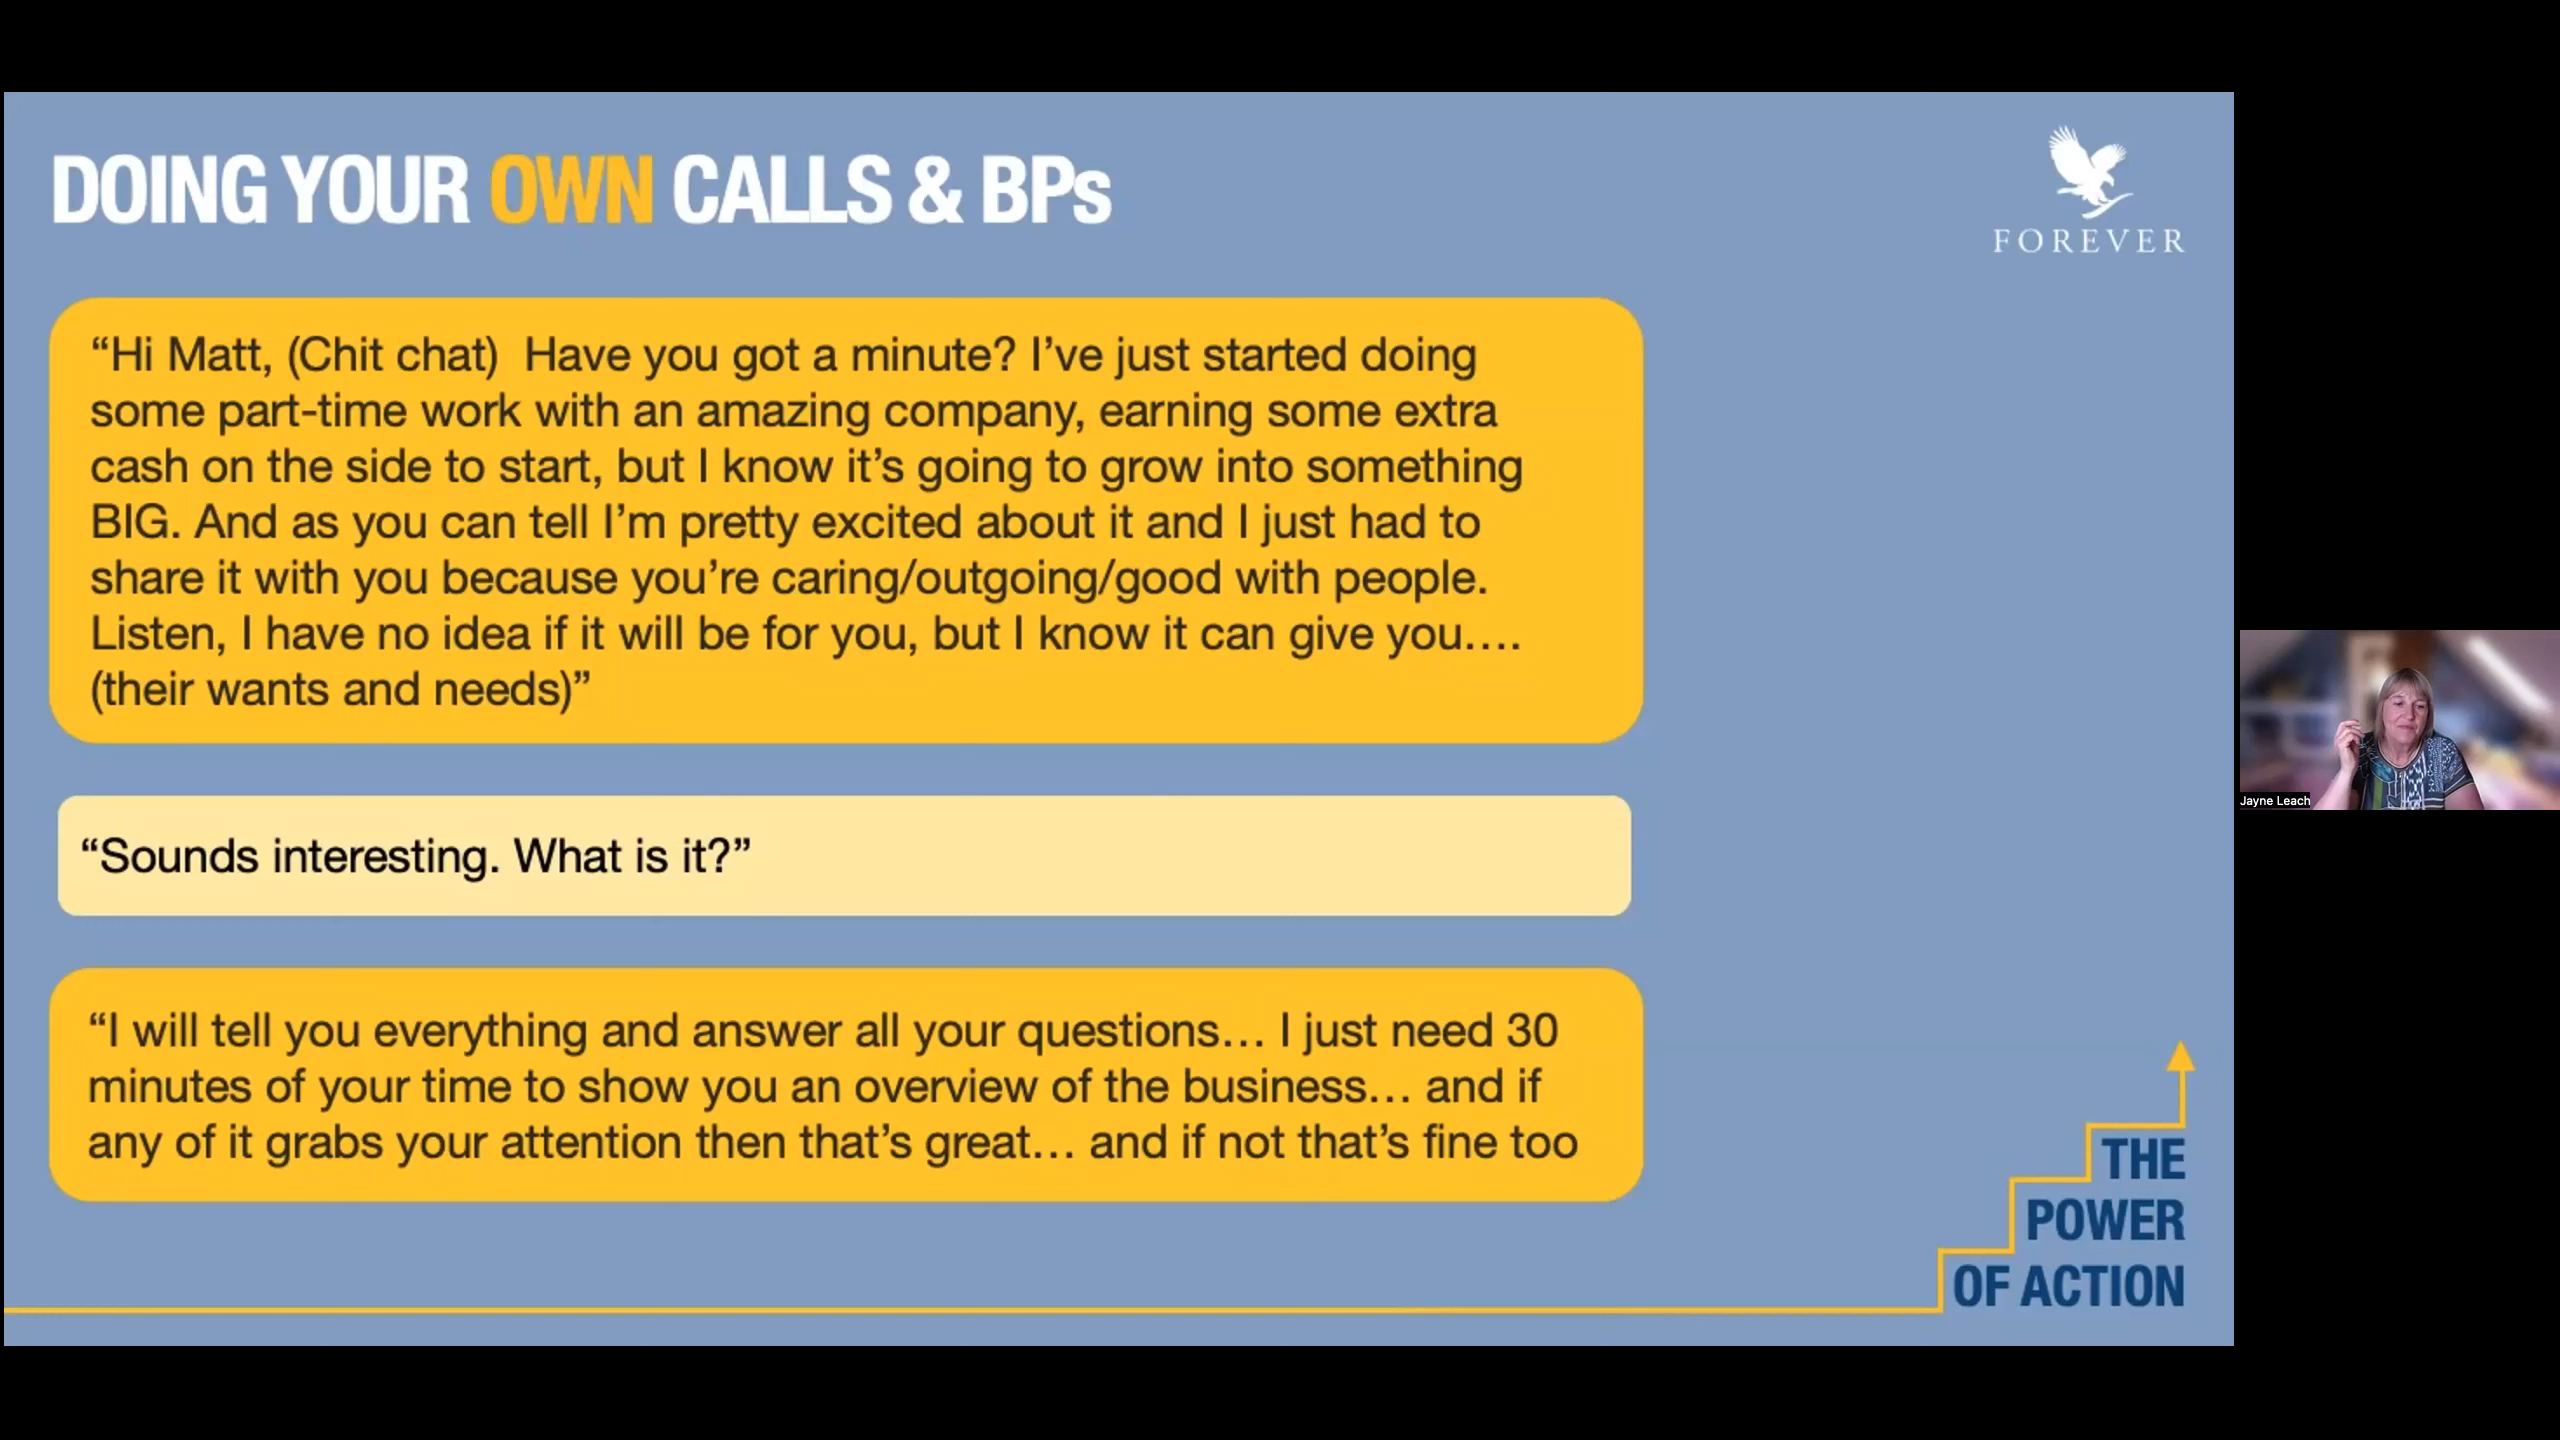 DOING YOUR OWN CALLS & BPs
FOREVER
“Hi Matt, (Chit chat)  Have you got a minute? I’ve just started doing
some part-time work with an amazing company, earning some extra
cash on the side to start, but I know it’s going to grow into something
BIG. And as you can tell I’m pretty excited about it and I just had to
share it with you because you’re caring/outgoing/good with people.
Listen, I have no idea if it will be for you, but I know it can give you....
(their wants and needs)”
“Sounds interesting. What is it?”
“I will tell you everything and answer all your questions… I just need 30
minutes of your time to show you an overview of the business… and if
any of it grabs your attention then that’s great… and if not that’s fine too
THE
POWER
OF ACTION
Jayne Leach